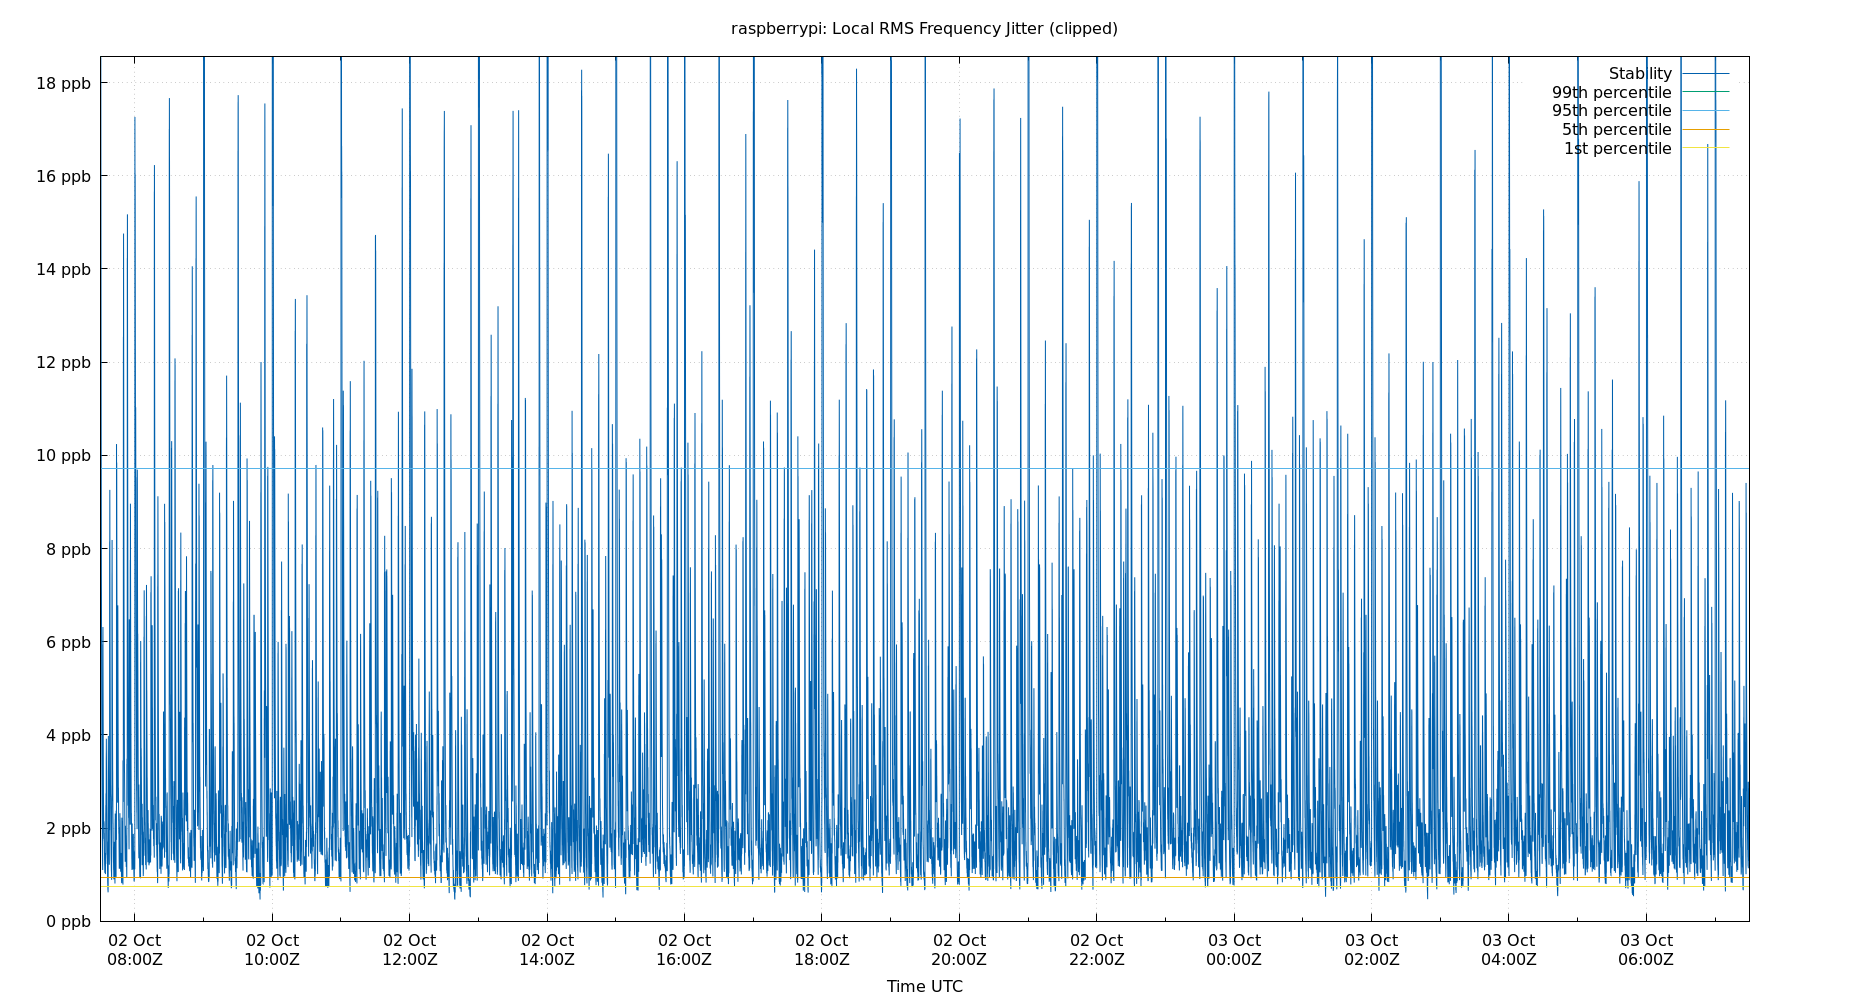 raspberrypi: Local RMS Frequency Jitter (clipped)
Stability
99th percentile
95th percentile
5th percentile
1st percentile
18 ppb
16 ppb
14 ppb
12 ppb
10 ppb
8 ppb
6 ppb
4 ppb
2 ppb
0 ppb
02 Oct 02 Oct 02 Oct 02 Oct 02 Oct 02 Oct 02 Oct 02 Oct 03 Oct 03 Oct 03 Oct 03 Oct
08:00Z 10:00Z 12:00Z 14:00Z 16:00Z 18:00Z 20:00Z 22:00Z 00:00Z 02:00Z 04:00Z 06:00Z
Time UTC